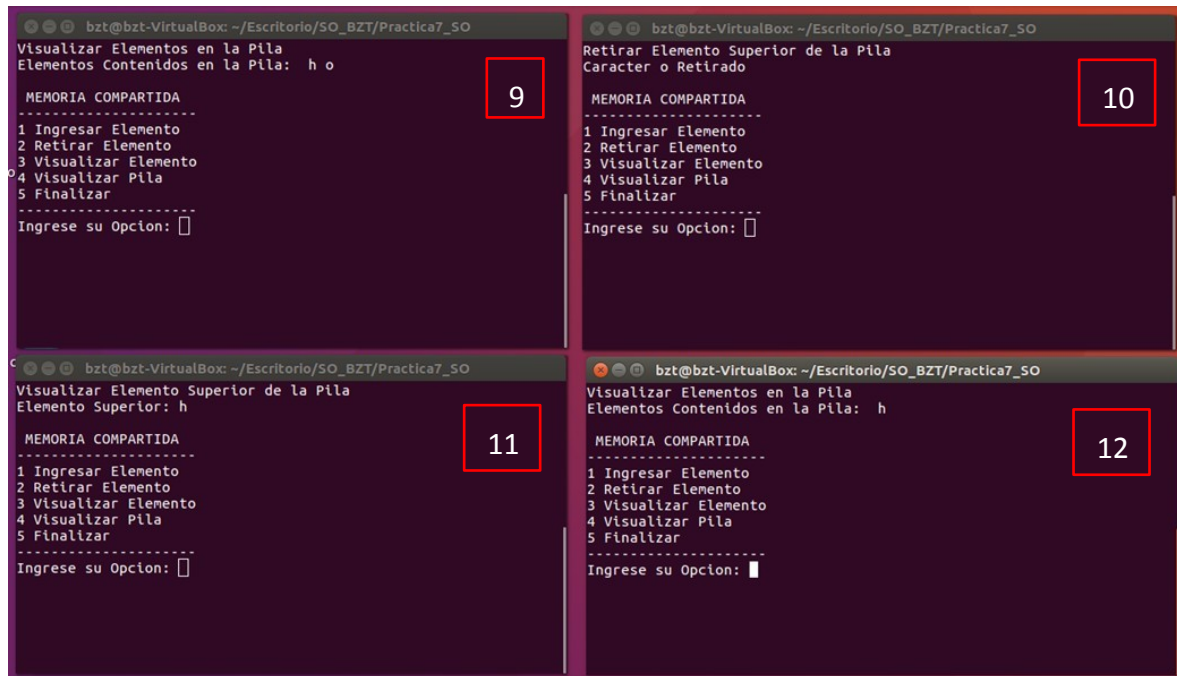 bzt@bzt-VirtualBox: ~/Escritorio/SO_BZT/Practica7_SO
Visualizar Elementos en la Pila
Elementos Contenidos en la Pila:  h o
9
MEMORIA COMPARTIDA
---------------------
1 Ingresar Elemento
2 Retirar Elemento
3 Visualizar Elemento
4 Visualizar Pila
5 Finalizar
---------------------
Ingrese su Opcion:
bzt@bzt-VirtualBox: ~/Escritorio/SO_BZT/Practica7_SO
Retirar Elemento Superior de la Pila
Caracter o Retirado
10
MEMORIA COMPARTIDA
---------------------
1 Ingresar Elemento
2 Retirar Elemento
3 Visualizar Elemento
4 Visualizar Pila
5 Finalizar
---------------------
Ingrese su Opcion:
bzt@bzt-VirtualBox: ~/Escritorio/SO_BZT/Practica7_SO
Visualizar Elemento Superior de la Pila
Elemento Superior: h
11
MEMORIA COMPARTIDA
---------------------
1 Ingresar Elemento
2 Retirar Elemento
3 Visualizar Elemento
4 Visualizar Pila
5 Finalizar
---------------------
Ingrese su Opcion:
bzt@bzt-VirtualBox: ~/Escritorio/SO_BZT/Practica7_SO
Visualizar Elementos en la Pila
Elementos Contenidos en la Pila:  h
12
MEMORIA COMPARTIDA
---------------------
1 Ingresar Elemento
2 Retirar Elemento
3 Visualizar Elemento
4 Visualizar Pila
5 Finalizar
---------------------
Ingrese su Opcion: